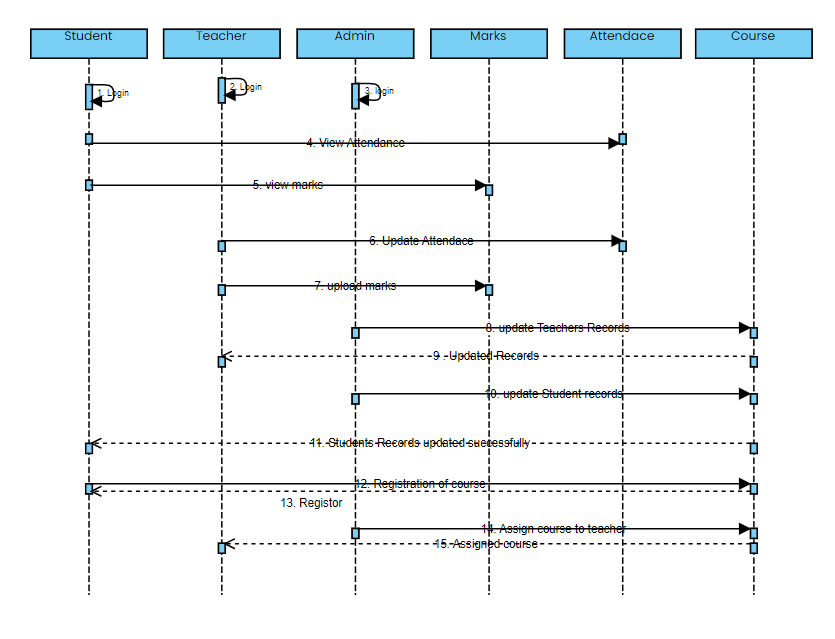 Student
Teacher
Admin
Marks
Attendace
Course
1. Login
2. Login
3. login
4. View Attendance
5. view marks
6. Update Attendace
7. upload marks
8. update Teachers Records
9 . Updated Records
10. update Student records
11. Students Records updated successfully
12. Registration of course
13. Registor
14. Assign course to teacher
15. Assigned course